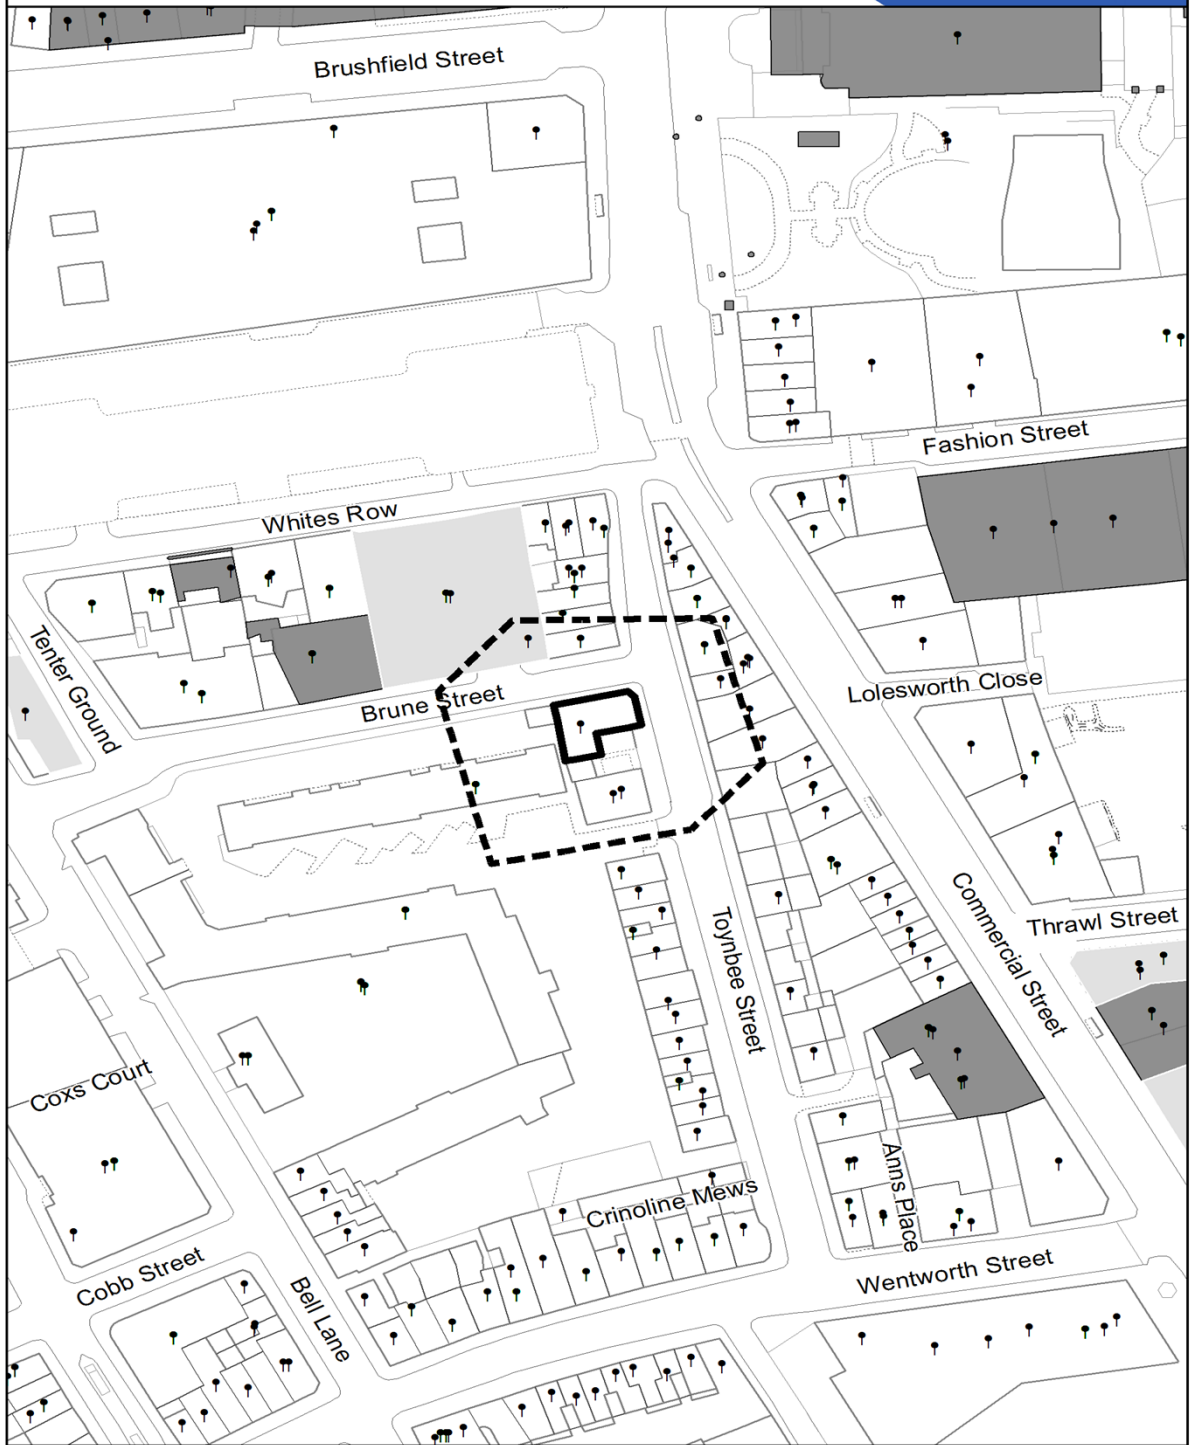 Brushfield Street
Fashion Street
Whites Row
Tenter Ground
Lolesworth Close
Brune Street
Commercial Street
Thrawl Street
Toynbee Street
Coxs Court
Anns Place
Crinoline Mews
Cobb Street
Bell Lane
Wentworth Street